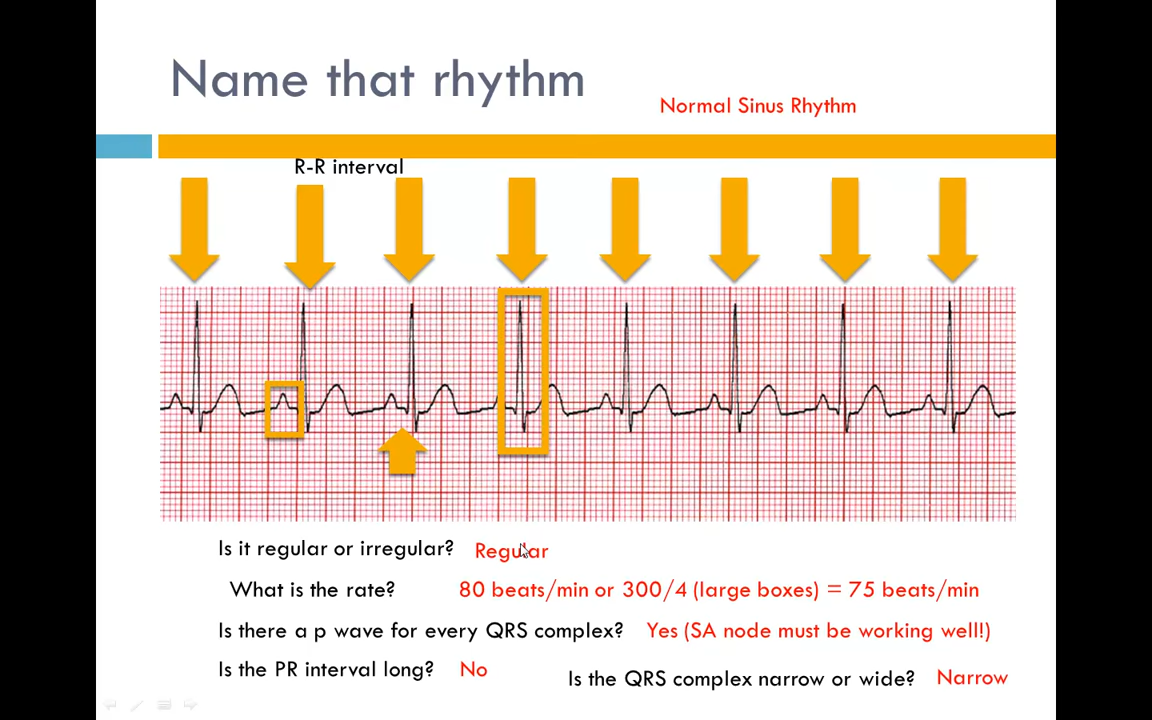 Name that rhythm
Normal Sinus Rhythm
R-R interval
Is it regular or irregular? Regular
What is the rate? 80 beats/min or 300/4 (large boxes) = 75 beats/min
Is there a p wave for every QRS complex? Yes (SA node must be working well!)
Is the PR interval long? No
Is the QRS complex narrow or wide? Narrow